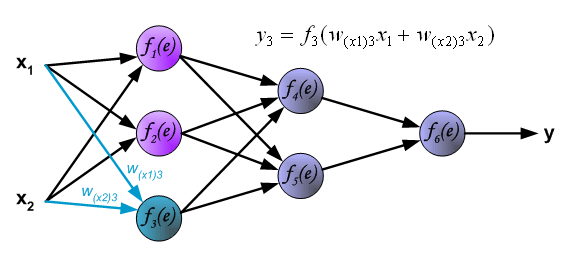 y₃ = f₃(w₍ₓ₁₎₃x₁ + w₍ₓ₂₎₃x₂)
x₁
x₂
f₁(e)
f₂(e)
f₃(e)
w₍ₓ₁₎₃
w₍ₓ₂₎₃
f₄(e)
f₅(e)
f₆(e)
y